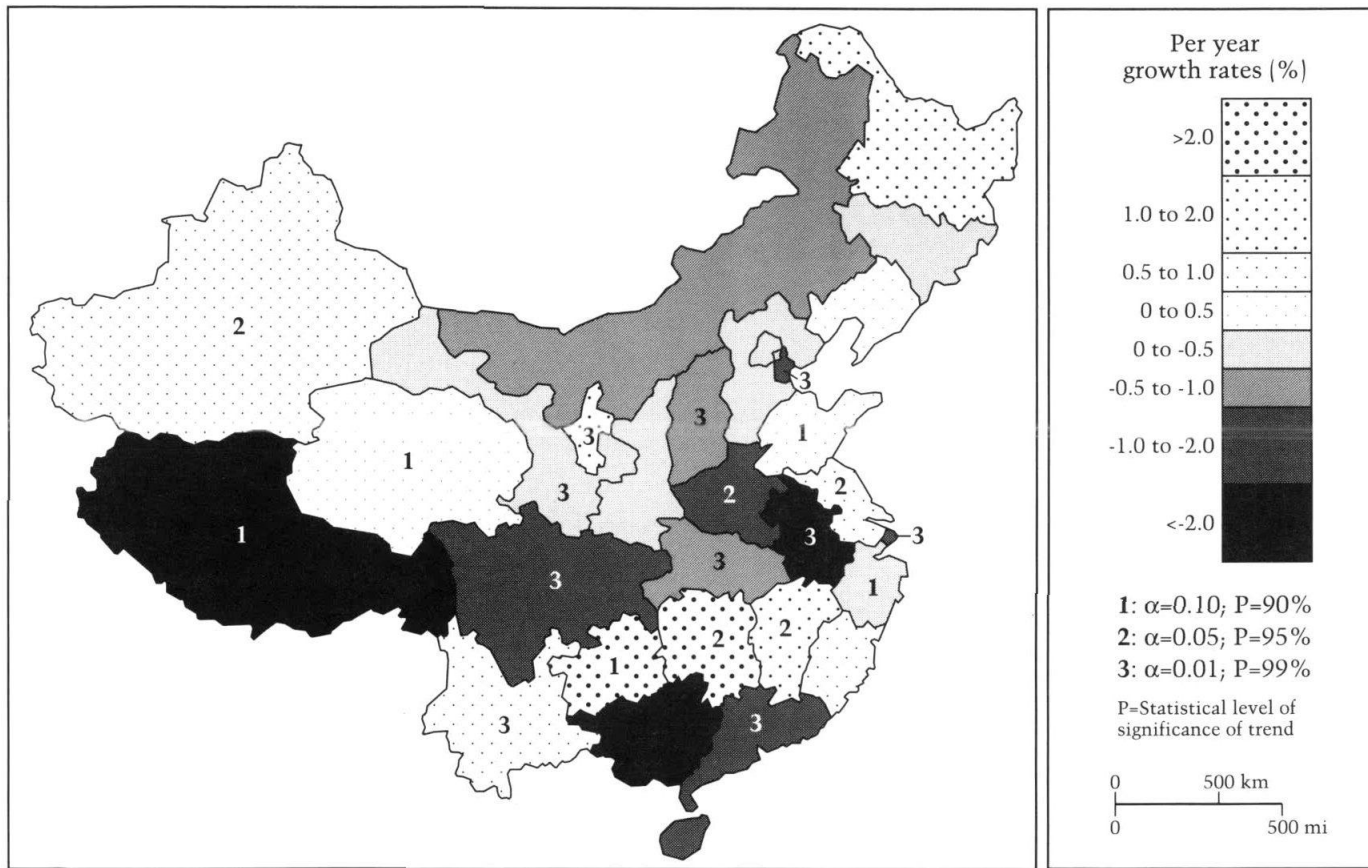 Per year
growth rates (%)
>2.0
1.0 to 2.0
0.5 to 1.0
0 to 0.5
0 to -0.5
-0.5 to -1.0
-1.0 to -2.0
<-2.0
1: α=0.10; P=90%
2: α=0.05; P=95%
3: α=0.01; P=99%
P=Statistical level of
significance of trend
0 500 km
0 500 mi
2
3
3
3
1
1
3
2
2
1
3
3
3
3
1
2
2
1
3
3